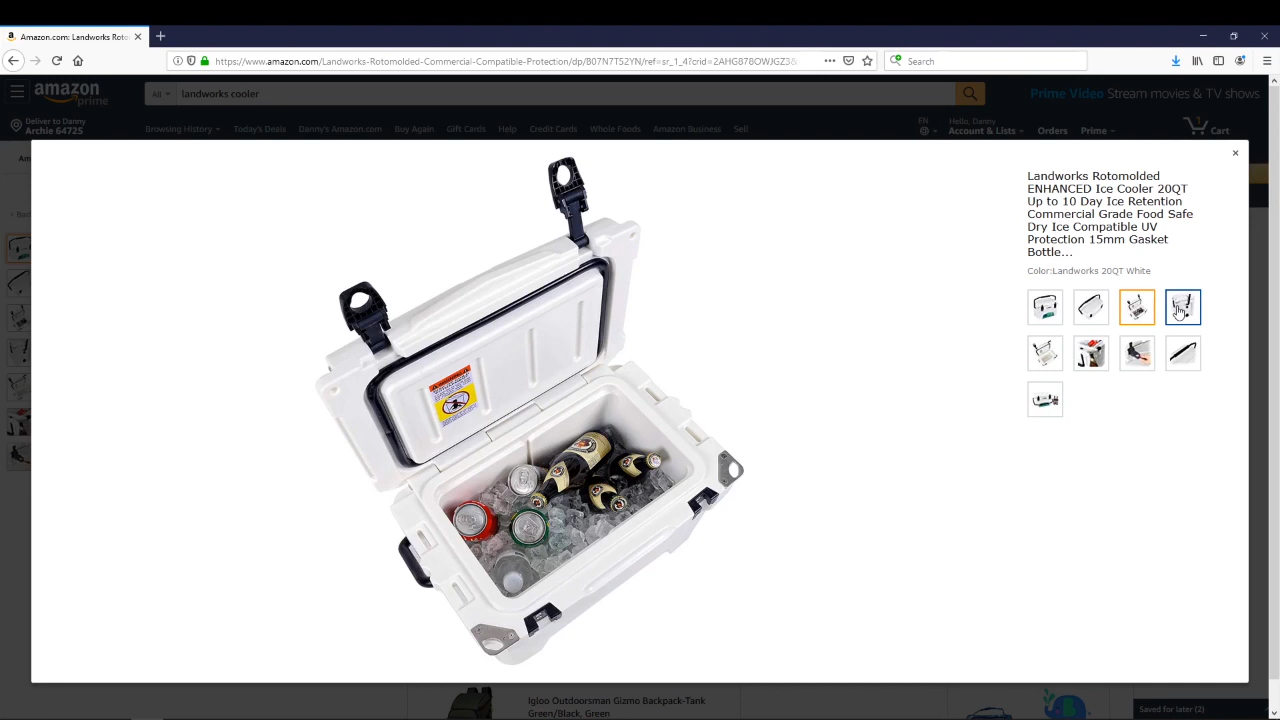 Amazon.com: Landworks Roto
https://www.amazon.com/Landworks-Rotomolded-Commercial-Compatible-Protection/dp/B07N7T52YN/ref=sr_1_4?crid=2AHG878OWJGZ3&
Search
amazon
prime
All
landworks cooler
Prime Video Stream movies & TV shows
Deliver to Danny
Archie 64725
Browsing History
Today's Deals
Danny's Amazon.com
Buy Again
Gift Cards
Help
Credit Cards
Whole Foods
Amazon Business
Sell
EN
Hello, Danny
Account & Lists
Orders
Prime
1
Cart
Landworks Rotomolded
ENHANCED Ice Cooler 20QT
Up to 10 Day Ice Retention
Commercial Grade Food Safe
Dry Ice Compatible UV
Protection 15mm Gasket
Bottle...
Color:Landworks 20QT White
Igloo Outdoorsman Gizmo Backpack-Tank
Green/Black, Green
Saved for later (2)